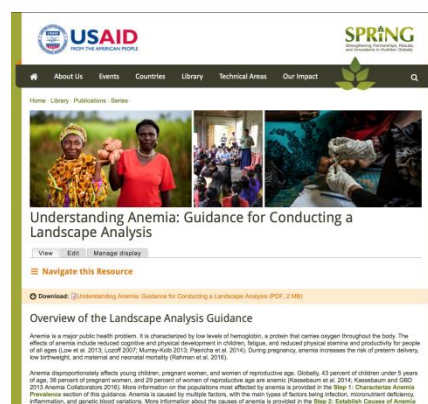 USAID
FROM THE AMERICAN PEOPLE
SPRING
Strengthening Partnerships, Results,
and Innovations in Nutrition Globally
About Us Events Countries Library Technical Areas Our Impact
Home Library Publications Series
Understanding Anemia: Guidance for Conducting a
Landscape Analysis
View Edit Manage display
Navigate this Resource
Download: Understanding Anemia: Guidance for Conducting a Landscape Analysis (PDF, 2 MB)
Overview of the Landscape Analysis Guidance
Anemia is a major public health problem. It is characterized by low levels of hemoglobin, a protein that carries oxygen throughout the body. The
effects of anemia include reduced cognitive and physical development in children, fatigue, and reduced physical stamina and productivity for people
of all ages (Low et al. 2013; Lozoff 2007; Murray-Kolb 2013; Pasricha et al. 2014). During pregnancy, anemia increases the risk of preterm delivery,
low birthweight, and maternal and neonatal mortality (Rahman et al. 2016).
Anemia disproportionately affects young children, pregnant women, and women of reproductive age. Globally, 43 percent of children under 5 years
of age, 38 percent of pregnant women, and 29 percent of women of reproductive age are anemic (Kassebaum et al. 2014; Kassebaum and GBD
2013 Anemia Collaborators 2016). More information on the populations most affected by anemia is provided in the Step 1: Characterize Anemia
Prevalence section of this guidance. Anemia is caused by multiple factors, with the main types of factors being infection, micronutrient deficiency,
inflammation, and genetic blood variations. More information about the causes of anemia is provided in the Step 2: Establish Causes of Anemia